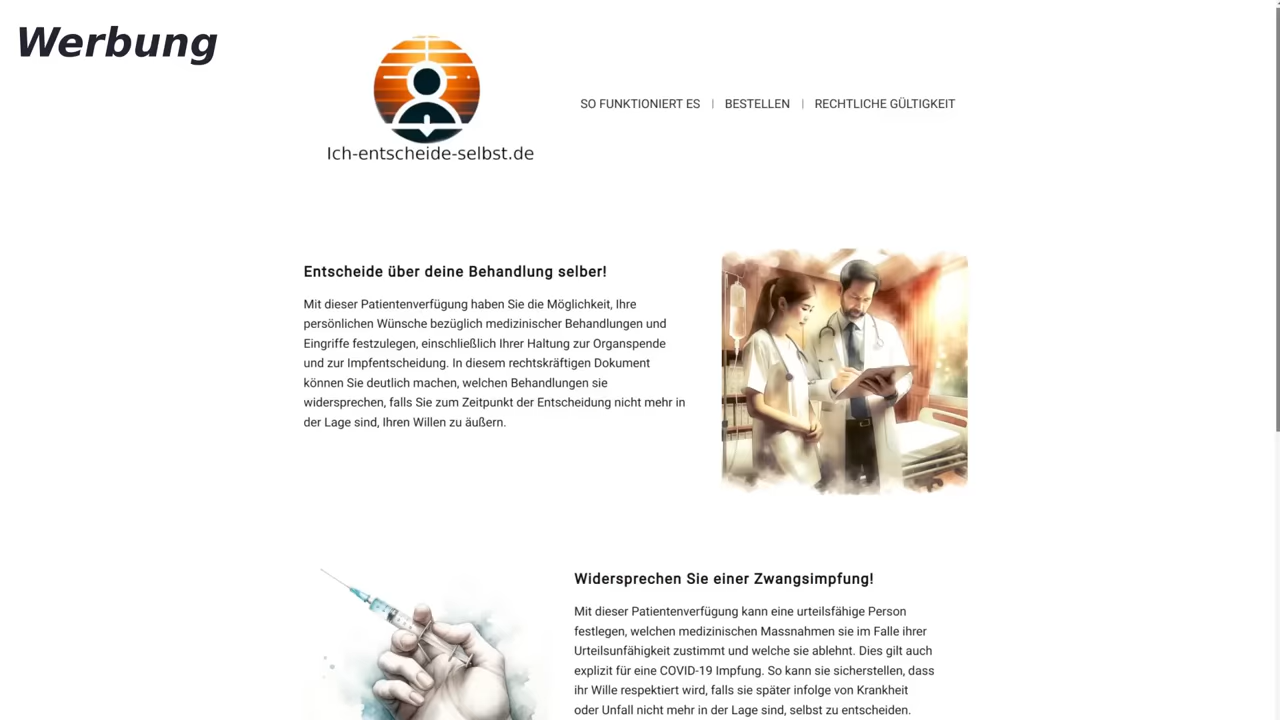 Werbung
Ich-entscheide-selbst.de
SO FUNKTIONIERT ES | BESTELLEN | RECHTLICHE GÜLTIGKEIT
Entscheide über deine Behandlung selber!
Mit dieser Patientenverfügung haben Sie die Möglichkeit, Ihre
persönlichen Wünsche bezüglich medizinischer Behandlungen und
Eingriffe festzulegen, einschließlich Ihrer Haltung zur Organspende
und zur Impfentscheidung. In diesem rechtskräftigen Dokument
können Sie deutlich machen, welchen Behandlungen sie
widersprechen, falls Sie zum Zeitpunkt der Entscheidung nicht mehr in
der Lage sind, Ihren Willen zu äußern.
Widersprechen Sie einer Zwangsimpfung!
Mit dieser Patientenverfügung kann eine urteilsfähige Person
festlegen, welchen medizinischen Massnahmen sie im Falle ihrer
Urteilsunfähigkeit zustimmt und welche sie ablehnt. Dies gilt auch
explizit für eine COVID-19 Impfung. So kann sie sicherstellen, dass
ihr Wille respektiert wird, falls sie später infolge von Krankheit
oder Unfall nicht mehr in der Lage sind, selbst zu entscheiden.